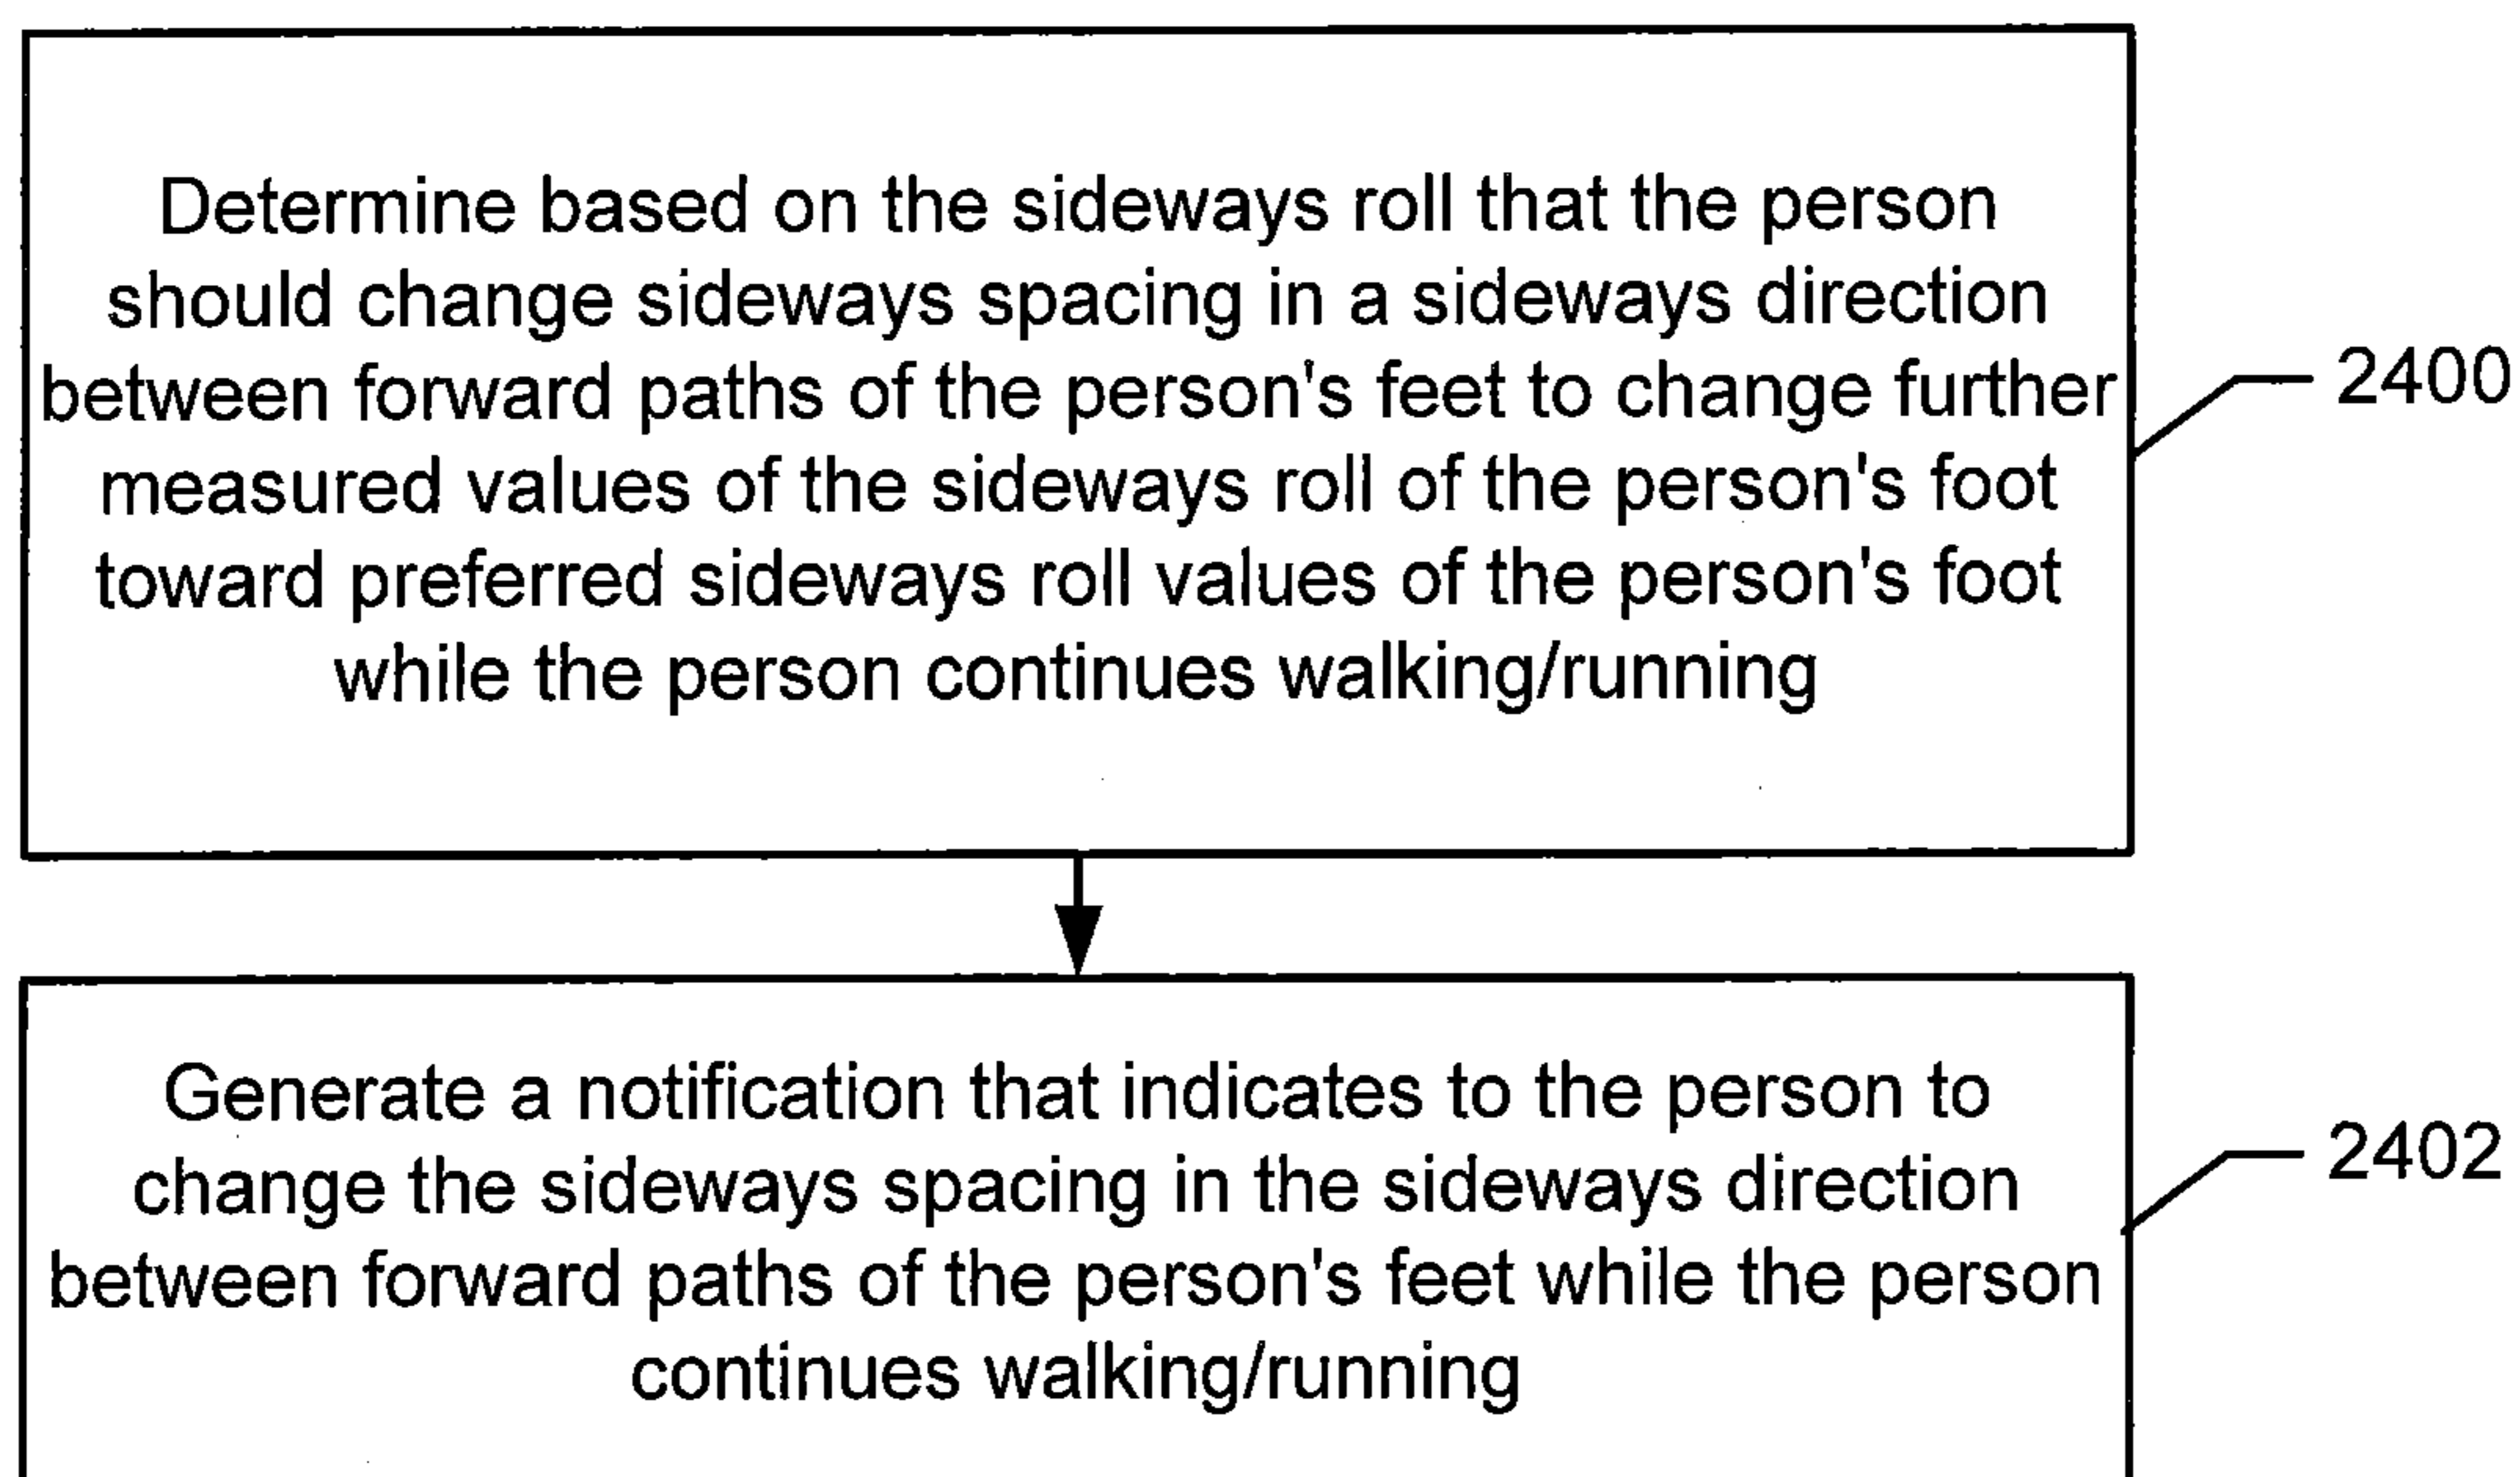 Determine based on the sideways roll that the person
should change sideways spacing in a sideways direction
between forward paths of the person's feet to change further
measured values of the sideways roll of the person's foot
toward preferred sideways roll values of the person's foot
while the person continues walking/running
2400
Generate a notification that indicates to the person to
change the sideways spacing in the sideways direction
between forward paths of the person's feet while the person
continues walking/running
2402